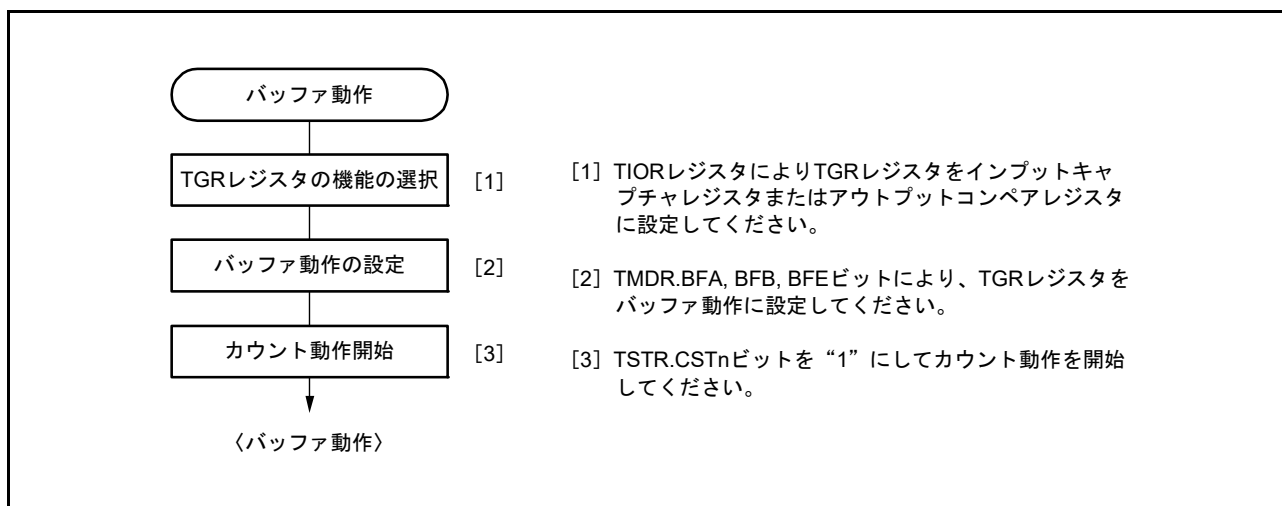 バッファ動作
TGRレジスタの機能の選択 [1]
バッファ動作の設定 [2]
カウント動作開始 [3]
〈バッファ動作〉
[1] TIORレジスタによりTGRレジスタをインプットキャ
プチャレジスタまたはアウトプットコンペアレジスタ
に設定してください。
[2] TMDR.BFA, BFB, BFEビットにより、TGRレジスタを
バッファ動作に設定してください。
[3] TSTR.CSTnビットを“1”にしてカウント動作を開始
してください。